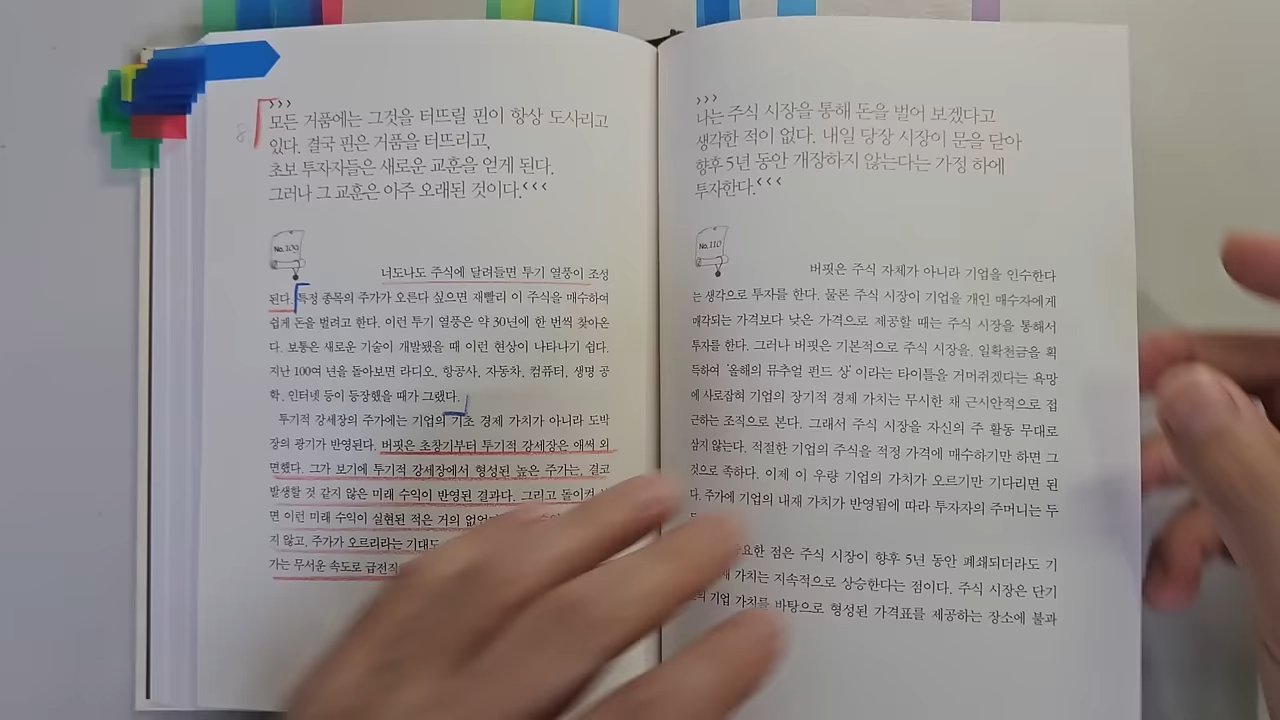 >>>
모든 거품에는 그것을 터뜨릴 핀이 항상 도사리고
있다. 결국 핀은 거품을 터뜨리고,
초보 투자자들은 새로운 교훈을 얻게 된다.
그러나 그 교훈은 아주 오래된 것이다.<<<
No.109
너도나도 주식에 달려들면 투기 열풍이 조성
된다. 특정 종목의 주가가 오른다 싶으면 재빨리 이 주식을 매수하여
쉽게 돈을 벌려고 한다. 이런 투기 열풍은 약 30년에 한 번씩 찾아온
다. 보통은 새로운 기술이 개발됐을 때 이런 현상이 나타나기 쉽다.
지난 100여 년을 돌아보면 라디오, 항공사, 자동차, 컴퓨터, 생명 공
학, 인터넷 등이 등장했을 때가 그랬다.
투기적 강세장의 주가에는 기업의 기초 경제 가치가 아니라 도박
장의 광기가 반영된다. 버핏은 초창기부터 투기적 강세장은 애써 외
면했다. 그가 보기에 투기적 강세장에서 형성된 높은 주가는, 결코
발생할 것 같지 않은 미래 수익이 반영된 결과다. 그리고 돌이켜
면 이런 미래 수익이 실현된 적은 거의 없었
지 않고, 주가가 오르리라는 기대도
가는 무서운 속도로 급전직
>>>
나는 주식 시장을 통해 돈을 벌어 보겠다고
생각한 적이 없다. 내일 당장 시장이 문을 닫아
향후 5년 동안 개장하지 않는다는 가정 하에
투자한다.<<<
No.110
버핏은 주식 자체가 아니라 기업을 인수한다
는 생각으로 투자를 한다. 물론 주식 시장이 기업을 개인 매수자에게
매각되는 가격보다 낮은 가격으로 제공할 때는 주식 시장을 통해서
투자를 한다. 그러나 버핏은 기본적으로 주식 시장을, 일확천금을 획
득하여 '올해의 뮤추얼 펀드 상'이라는 타이틀을 거머쥐겠다는 욕망
에 사로잡혀 기업의 장기적 경제 가치는 무시한 채 근시안적으로 접
근하는 조직으로 본다. 그래서 주식 시장을 자신의 주 활동 무대로
삼지 않는다. 적절한 기업의 주식을 적정 가격에 매수하기만 하면 그
것으로 족하다. 이제 이 우량 기업의 가치가 오르기만 기다리면 된
다. 주가에 기업의 내재 가치가 반영됨에 따라 투자자의 주머니는 두
요한 점은 주식 시장이 향후 5년 동안 폐쇄되더라도 기
가치는 지속적으로 상승한다는 점이다. 주식 시장은 단기
기업 가치를 바탕으로 형성된 가격표를 제공하는 장소에 불과